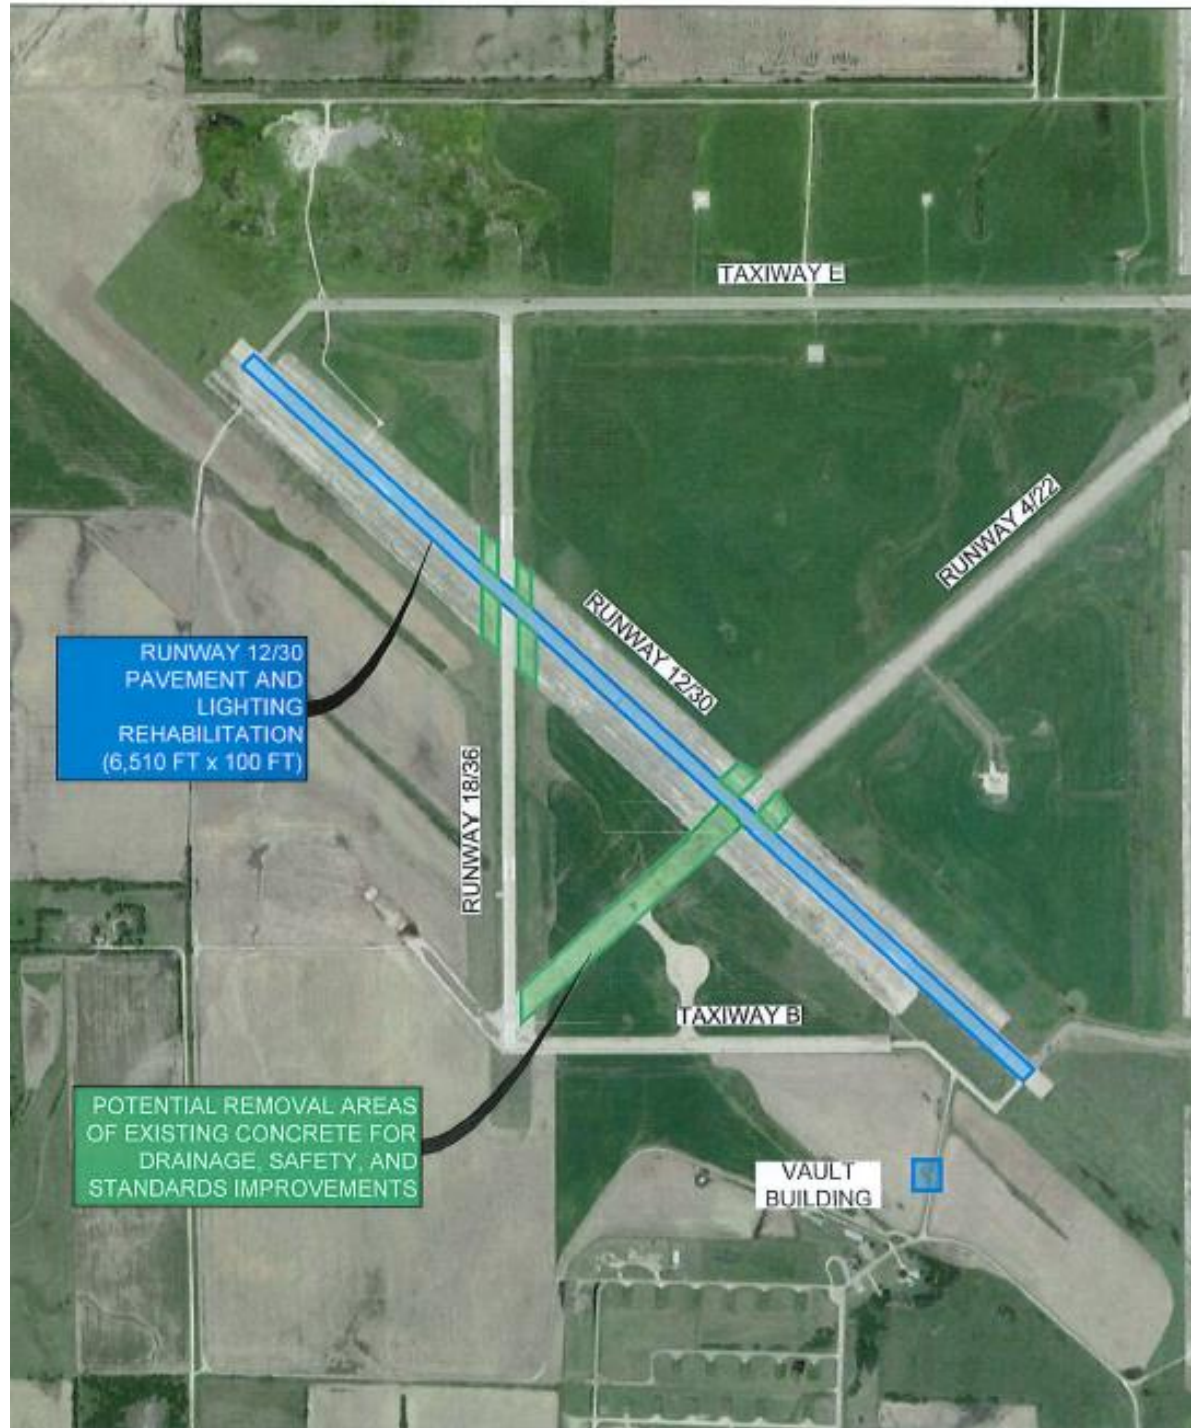 TAXIWAY E
RUNWAY 4/22
RUNWAY 12/30
RUNWAY 12/30
PAVEMENT AND
LIGHTING
REHABILITATION
(6,510 FT x 100 FT)
RUNWAY 18/36
TAXIWAY B
POTENTIAL REMOVAL AREAS
OF EXISTING CONCRETE FOR
DRAINAGE, SAFETY, AND
STANDARDS IMPROVEMENTS
VAULT
BUILDING